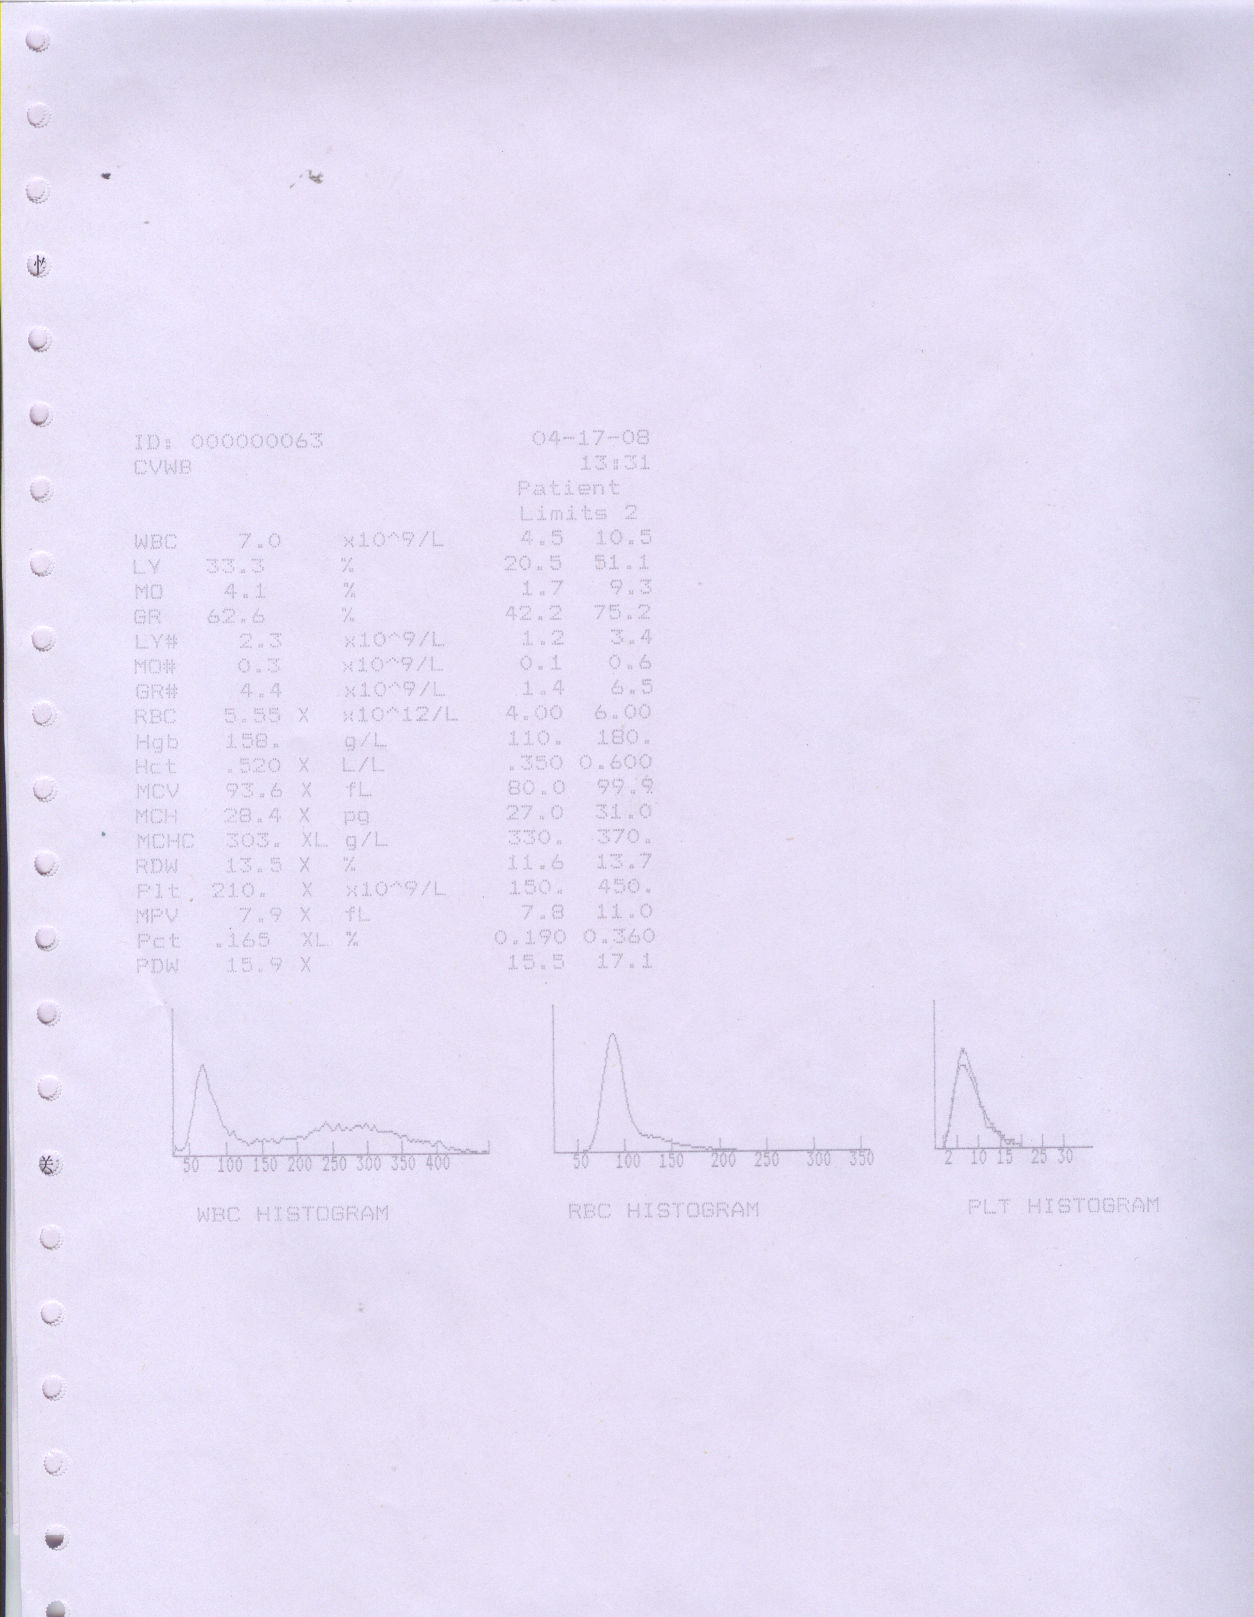 ID: 000000063 04-17-08
CVWB 13:31
Patient
Limits 2
WBC 7.0 x10^9/L 4.5 10.5
LY 33.3 % 20.5 51.1
MO 4.1 % 1.7 9.3
GR 62.6 % 42.2 75.2
LY# 2.3 x10^9/L 1.2 3.4
MO# 0.3 x10^9/L 0.1 0.6
GR# 4.4 x10^9/L 1.4 6.5
RBC 5.55 X x10^12/L 4.00 6.00
Hgb 158. g/L 110. 180.
Hct .520 X L/L .350 0.600
MCV 93.6 X fL 80.0 99.9
MCH 28.4 X pg 27.0 31.0
MCHC 303. XL g/L 330. 370.
RDW 13.5 X % 11.6 13.7
Plt 210. X x10^9/L 150. 450.
MPV 7.9 X fL 7.8 11.0
Pct .165 XL % 0.190 0.360
PDW 15.9 X 15.5 17.1
50 100 150 200 250 300 350 400
50 100 150 200 250 300 350
2 10 15 25 30
WBC HISTOGRAM
RBC HISTOGRAM
PLT HISTOGRAM